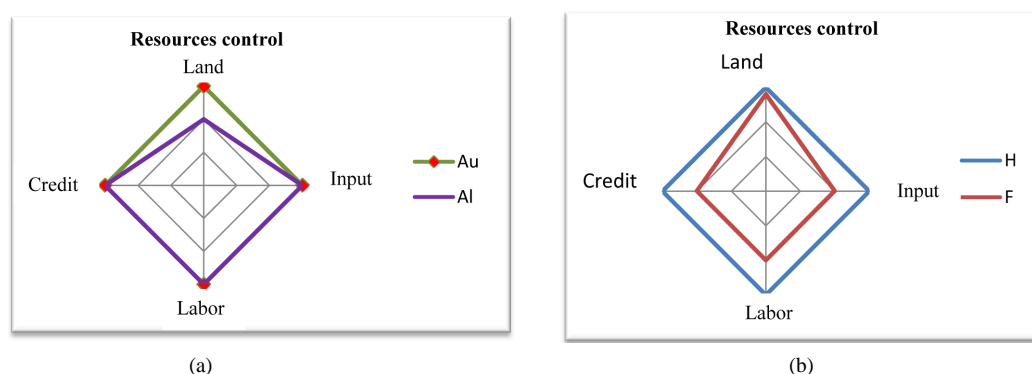 Resources control
Land
Credit
Input
Labor
Au
Al
(a)
Resources control
Land
Credit
Input
Labor
H
F
(b)